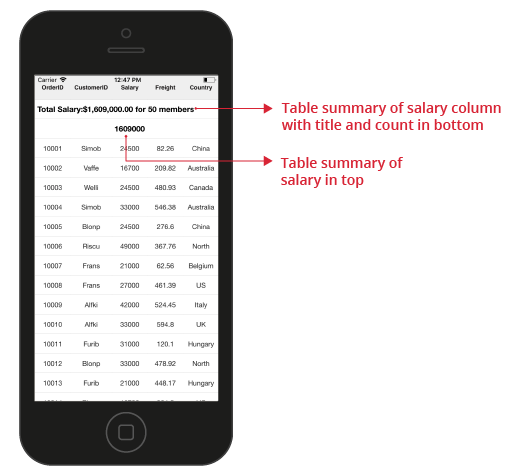 Carrier 12:47 PM
OrderID CustomerID Salary Freight Country
Total Salary:$1,609,000.00 for 50 members
1609000
10001 Simob 24500 82.26 China
10002 Vaffe 16700 209.82 Australia
10003 Welli 24500 480.93 Canada
10004 Simob 33000 546.38 Australia
10005 Blonp 24500 276.6 China
10006 Riscu 49000 367.76 North
10007 Frans 21000 62.56 Belgium
10008 Frans 27000 461.39 US
10009 Alfki 42000 524.45 Italy
10010 Alfki 33000 594.8 UK
10011 Furib 31000 120.1 Hungary
10012 Blonp 33000 478.92 North
10013 Furib 21000 448.17 Hungary
Table summary of salary column
with title and count in bottom
Table summary of
salary in top